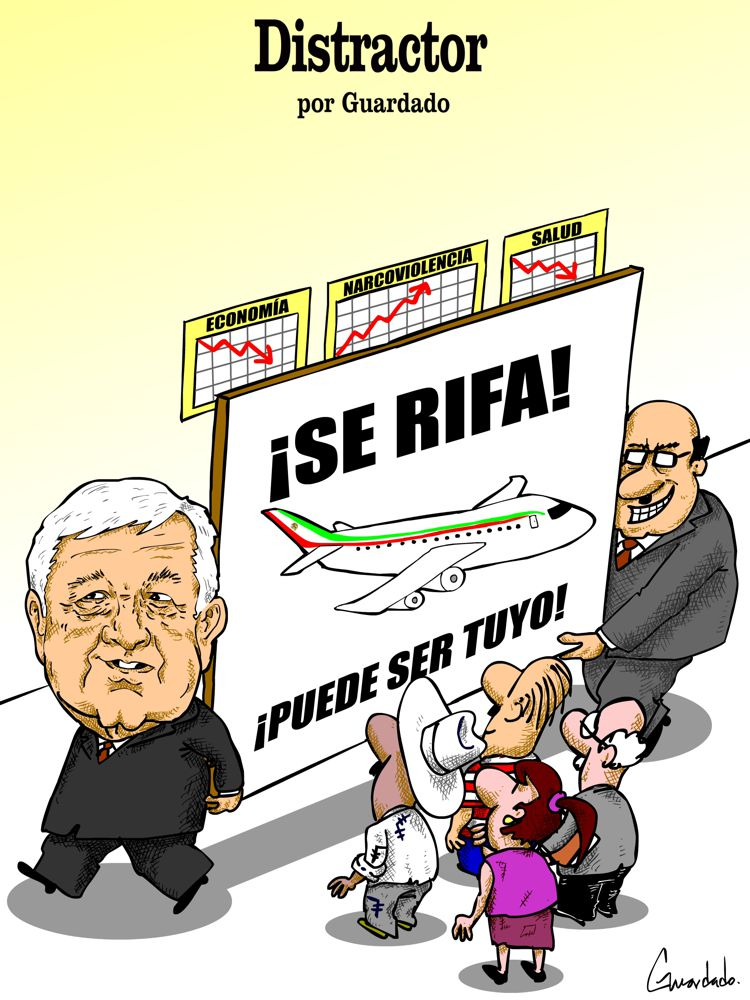 Distractor
por Guardado
ECONOMÍA
NARCOVIOLENCIA
SALUD
¡SE RIFA!
¡PUEDE SER TUYO!
Guardado.